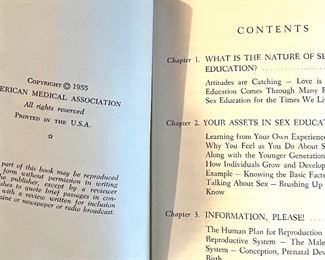 COPYRIGHT © 1955
ERICAN MEDICAL ASSOCIATION
All rights reserved
PRINTED IN THE U.S.A.
part of this book may be reproduced
form without permission in writing
the publisher, except by a reviewer
ishes to quote brief passages in con-
with a review written for inclusion
zine or newspaper or radio broadcast.
CONTENTS
Chapter 1. WHAT IS THE NATURE OF SE
EDUCATION?
Attitudes are Catching — Love is
Education Comes Through Many F
Sex Education for the Times We Li
Chapter 2. YOUR ASSETS IN SEX EDUCAT
Learning from Your Own Experience
Why You Feel as You Do About S
Along with the Younger Generation
How Individuals Grow and Develop
Example — Knowing the Basic Facts
Talking About Sex — Brushing Up
Know
Chapter 3. INFORMATION, PLEASE!
The Human Plan for Reproduction
Reproductive System — The Male
System — Conception, Prenatal Dev
Birth